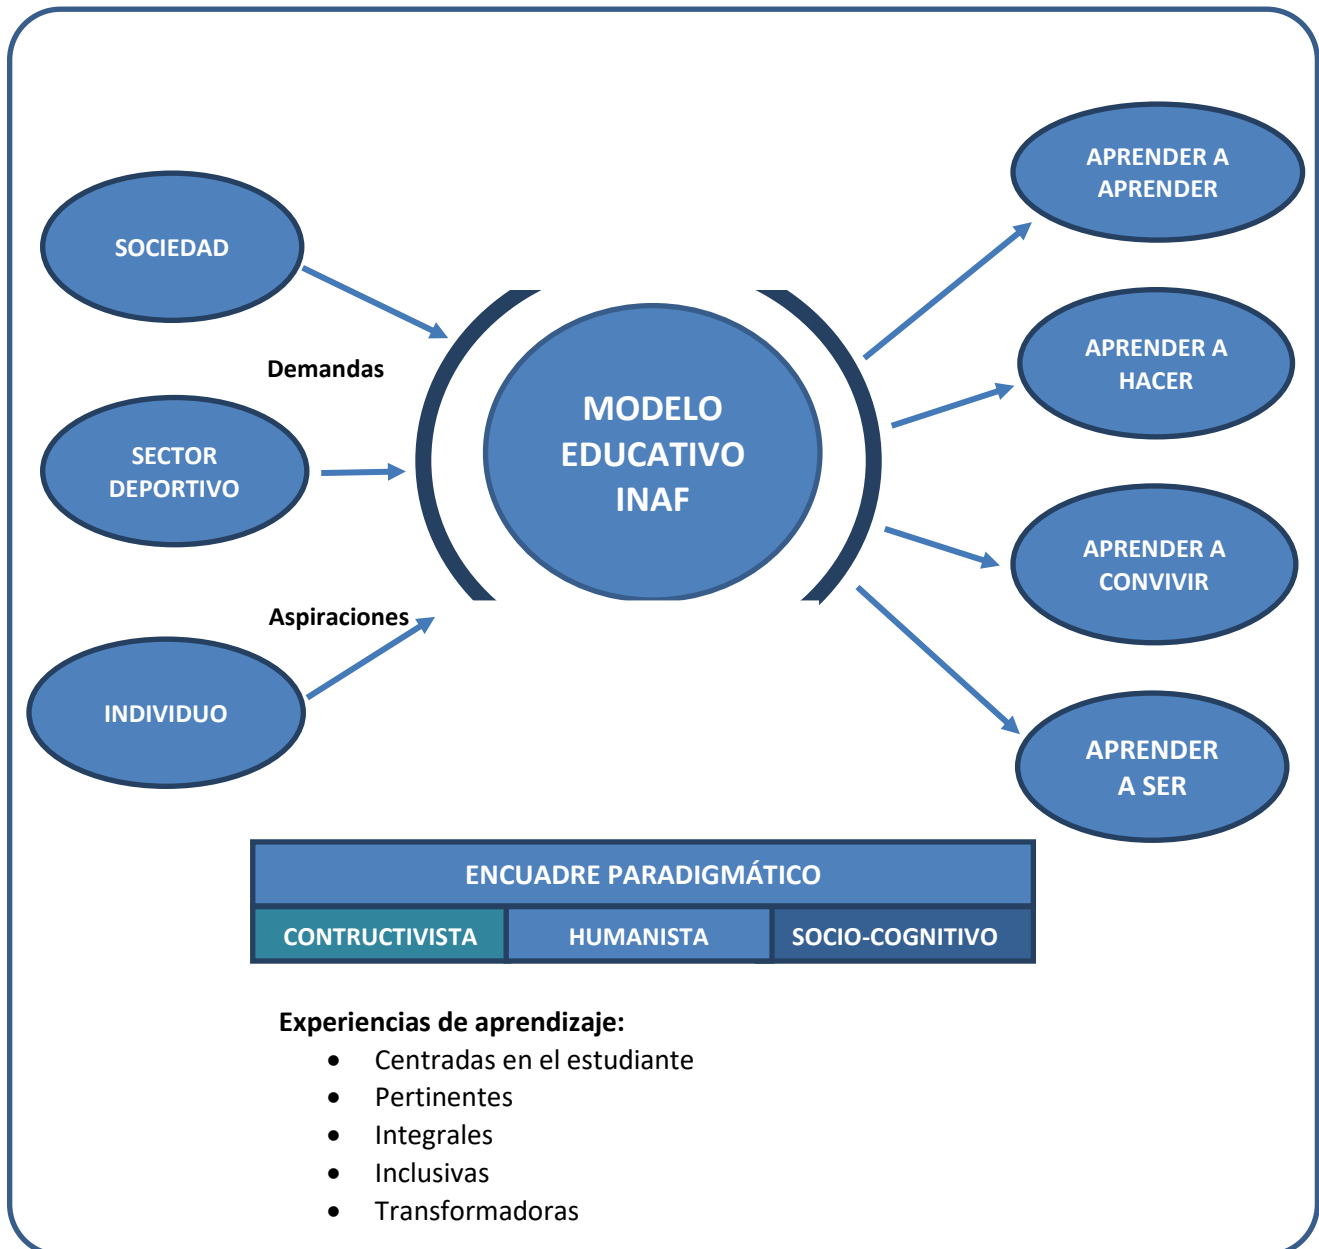 SOCIEDAD
Demandas
SECTOR
DEPORTIVO
Aspiraciones
INDIVIDUO
MODELO
EDUCATIVO
INAF
APRENDER A
APRENDER
APRENDER A
HACER
APRENDER A
CONVIVIR
APRENDER
A SER
ENCUADRE PARADIGMÁTICO
CONTRUCTIVISTA
HUMANISTA
SOCIO-COGNITIVO
Experiencias de aprendizaje:
• Centradas en el estudiante
• Pertinentes
• Integrales
• Inclusivas
• Transformadoras